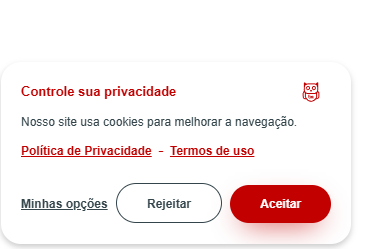 Controle sua privacidade
Nosso site usa cookies para melhorar a navegação.
Política de Privacidade - Termos de uso
Minhas opções Rejeitar Aceitar